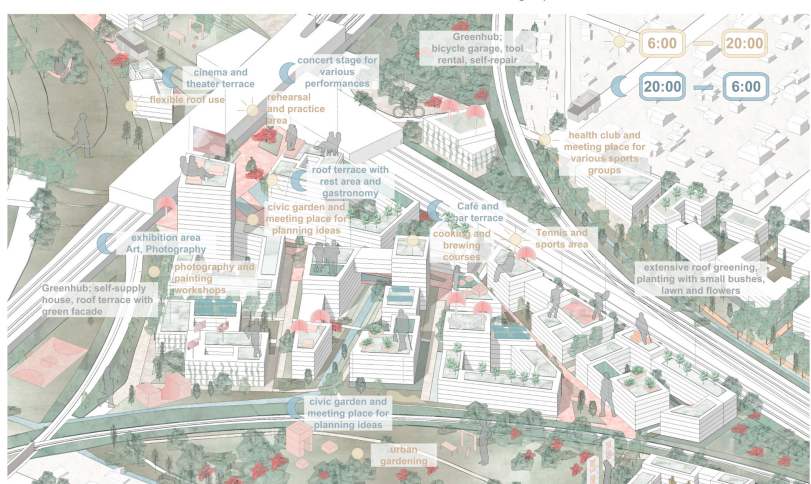 6:00
20:00
20:00
6:00
Greenhub;
bicycle garage, tool
rental, self-repair
cinema and
theater terrace
flexible roof use
concert stage for
various
performances
rehearsal
and practice
area
health club and
meeting place for
various sports
groups
roof terrace with
rest area and
gastronomy
civic garden and
meeting place for
planning ideas
Café and
bar terrace
cooking and
brewing
courses
Tennis and
sports area
exhibition area
Art, Photography
photography and
painting
workshops
Greenhub; self-supply
house, roof terrace with
green facade
extensive roof greening,
planting with small bushes,
lawn and flowers
civic garden and
meeting place for
planning ideas
urban
gardening